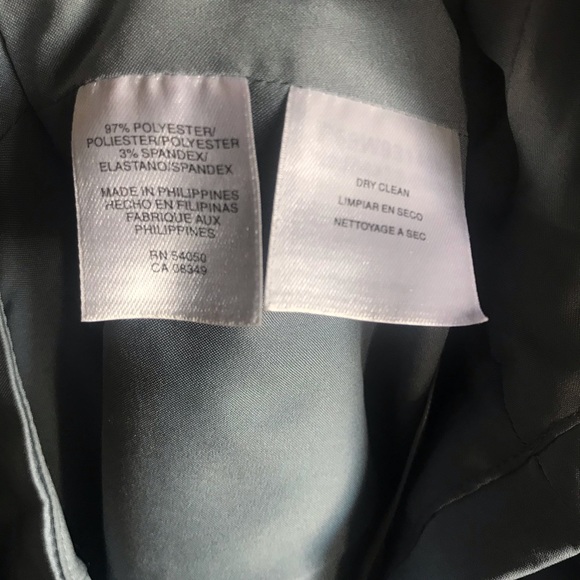 97% POLYESTER/
POLIESTER/POLYESTER
3% SPANDEX/
ELASTANO/SPANDEX
MADE IN PHILIPPINES
HECHO EN FILIPINAS
FABRIQUE AUX
PHILIPPINES
RN 54050
CA 08349
DRY CLEAN
LIMPIAR EN SECO
NETTOYAGE A SEC